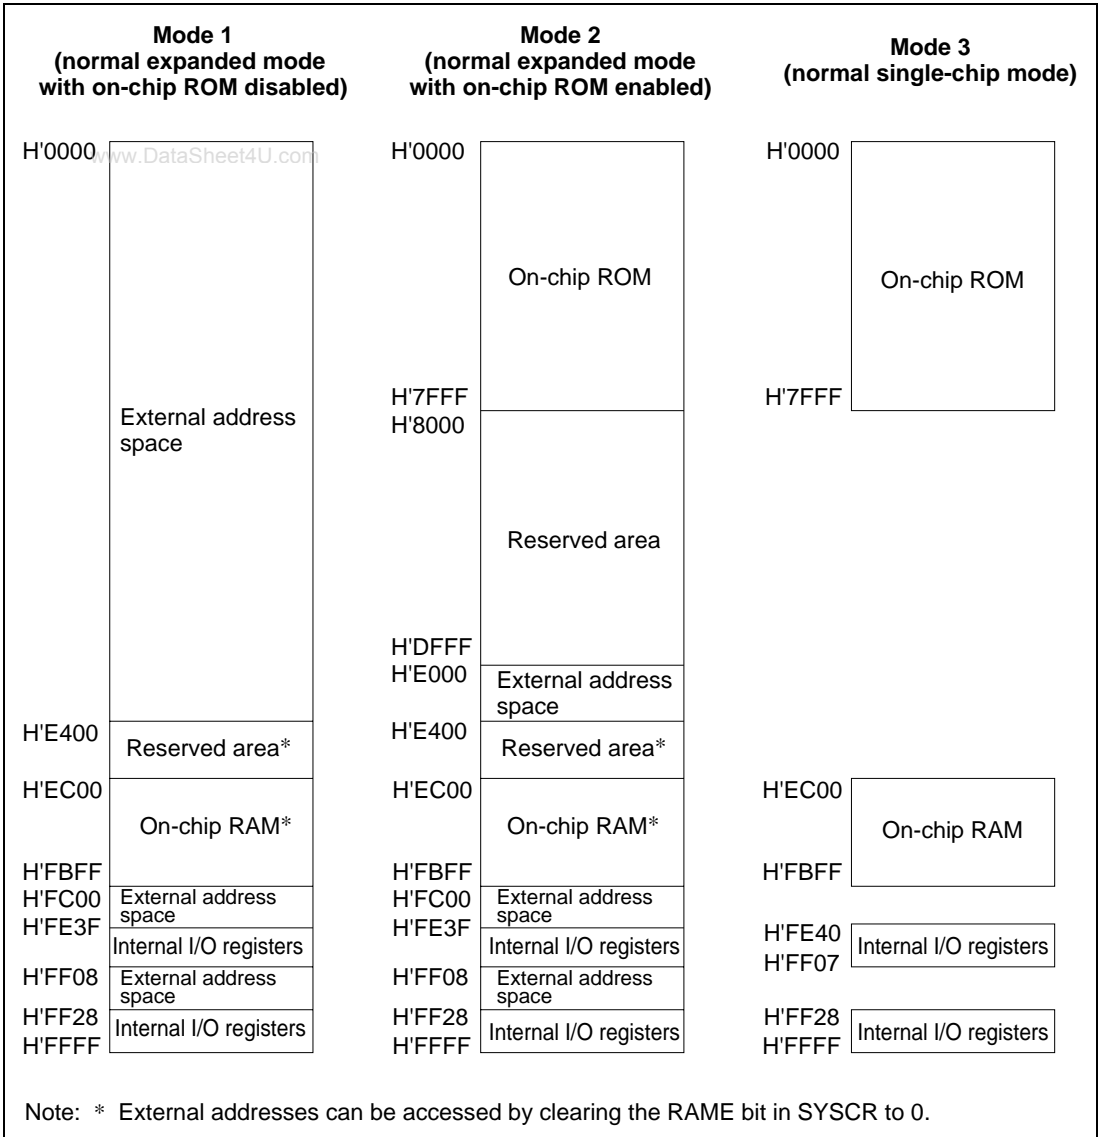 Mode 1
(normal expanded mode
with on-chip ROM disabled)
H'0000
www.DataSheet4U.com
External address
space
H'E400
Reserved area*
H'EC00
On-chip RAM*
H'FBFF
H'FC00
External address
space
H'FE3F
Internal I/O registers
H'FF08
External address
space
H'FF28
Internal I/O registers
H'FFFF
Mode 2
(normal expanded mode
with on-chip ROM enabled)
H'0000
On-chip ROM
H'7FFF
H'8000
Reserved area
H'DFFF
H'E000
External address
space
H'E400
Reserved area*
H'EC00
On-chip RAM*
H'FBFF
H'FC00
External address
space
H'FE3F
Internal I/O registers
H'FF08
External address
space
H'FF28
Internal I/O registers
H'FFFF
Mode 3
(normal single-chip mode)
H'0000
On-chip ROM
H'7FFF
H'EC00
On-chip RAM
H'FBFF
H'FE40
Internal I/O registers
H'FF07
H'FF28
Internal I/O registers
H'FFFF
Note: * External addresses can be accessed by clearing the RAME bit in SYSCR to 0.